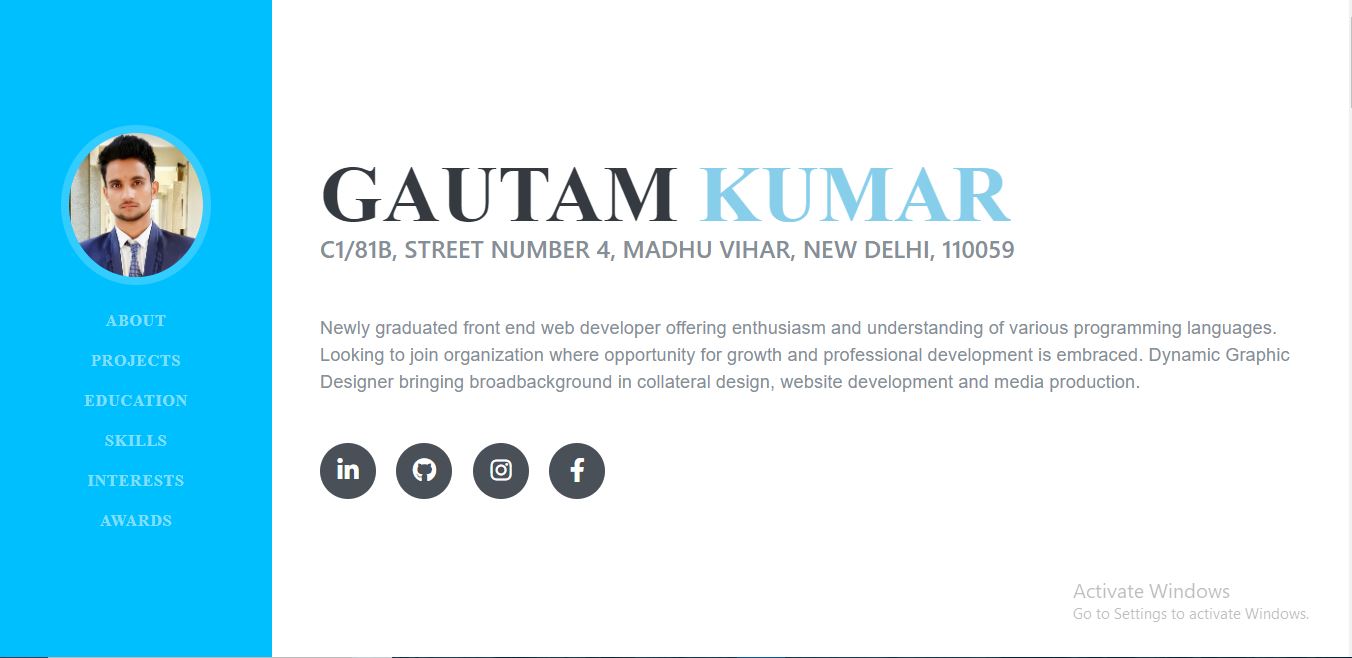 GAUTAM KUMAR
C1/81B, STREET NUMBER 4, MADHU VIHAR, NEW DELHI, 110059
ABOUT
PROJECTS
EDUCATION
SKILLS
INTERESTS
AWARDS
Newly graduated front end web developer offering enthusiasm and understanding of various programming languages.
Looking to join organization where opportunity for growth and professional development is embraced. Dynamic Graphic
Designer bringing broadbackground in collateral design, website development and media production.
in
f
Activate Windows
Go to Settings to activate Windows.